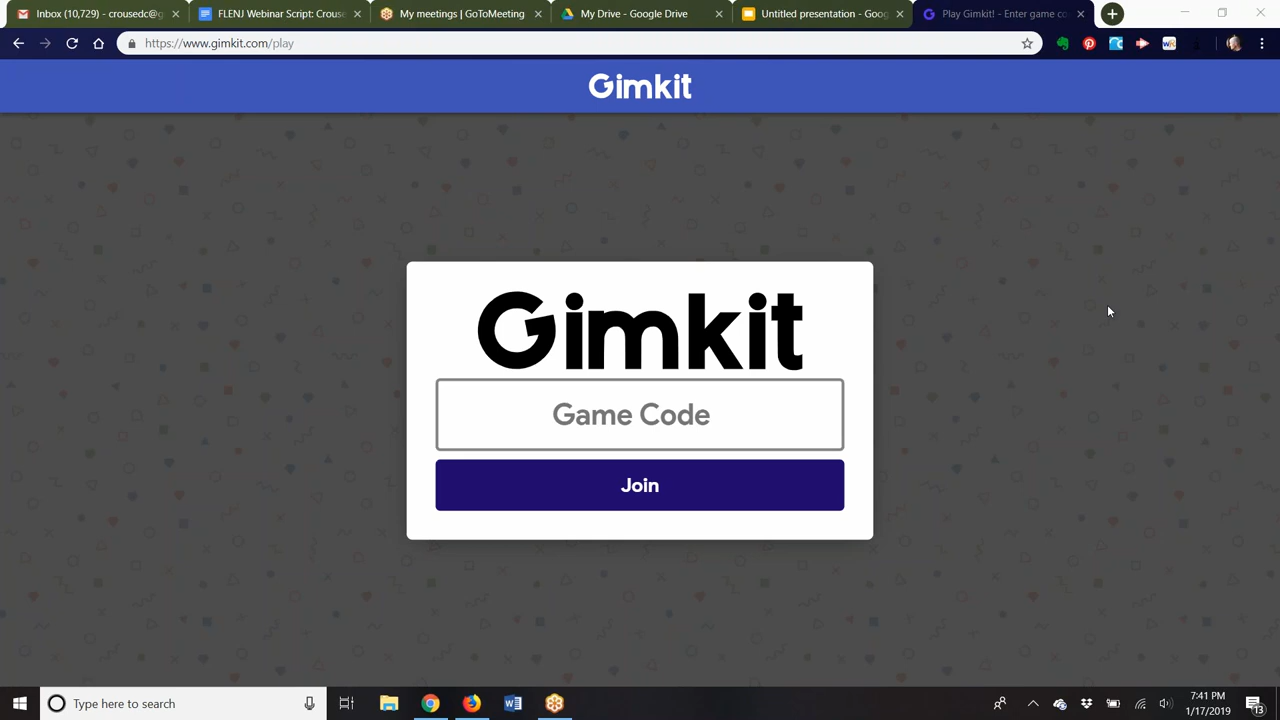 Inbox (10,729) - crousedc@g
FLENJ Webinar Script: Crouse
My meetings | GoToMeeting
My Drive - Google Drive
Untitled presentation - Goog
Play Gimkit! - Enter game co
https://www.gimkit.com/play
Gimkit
Gimkit
Game Code
Join
Type here to search
7:41 PM
1/17/2019
13